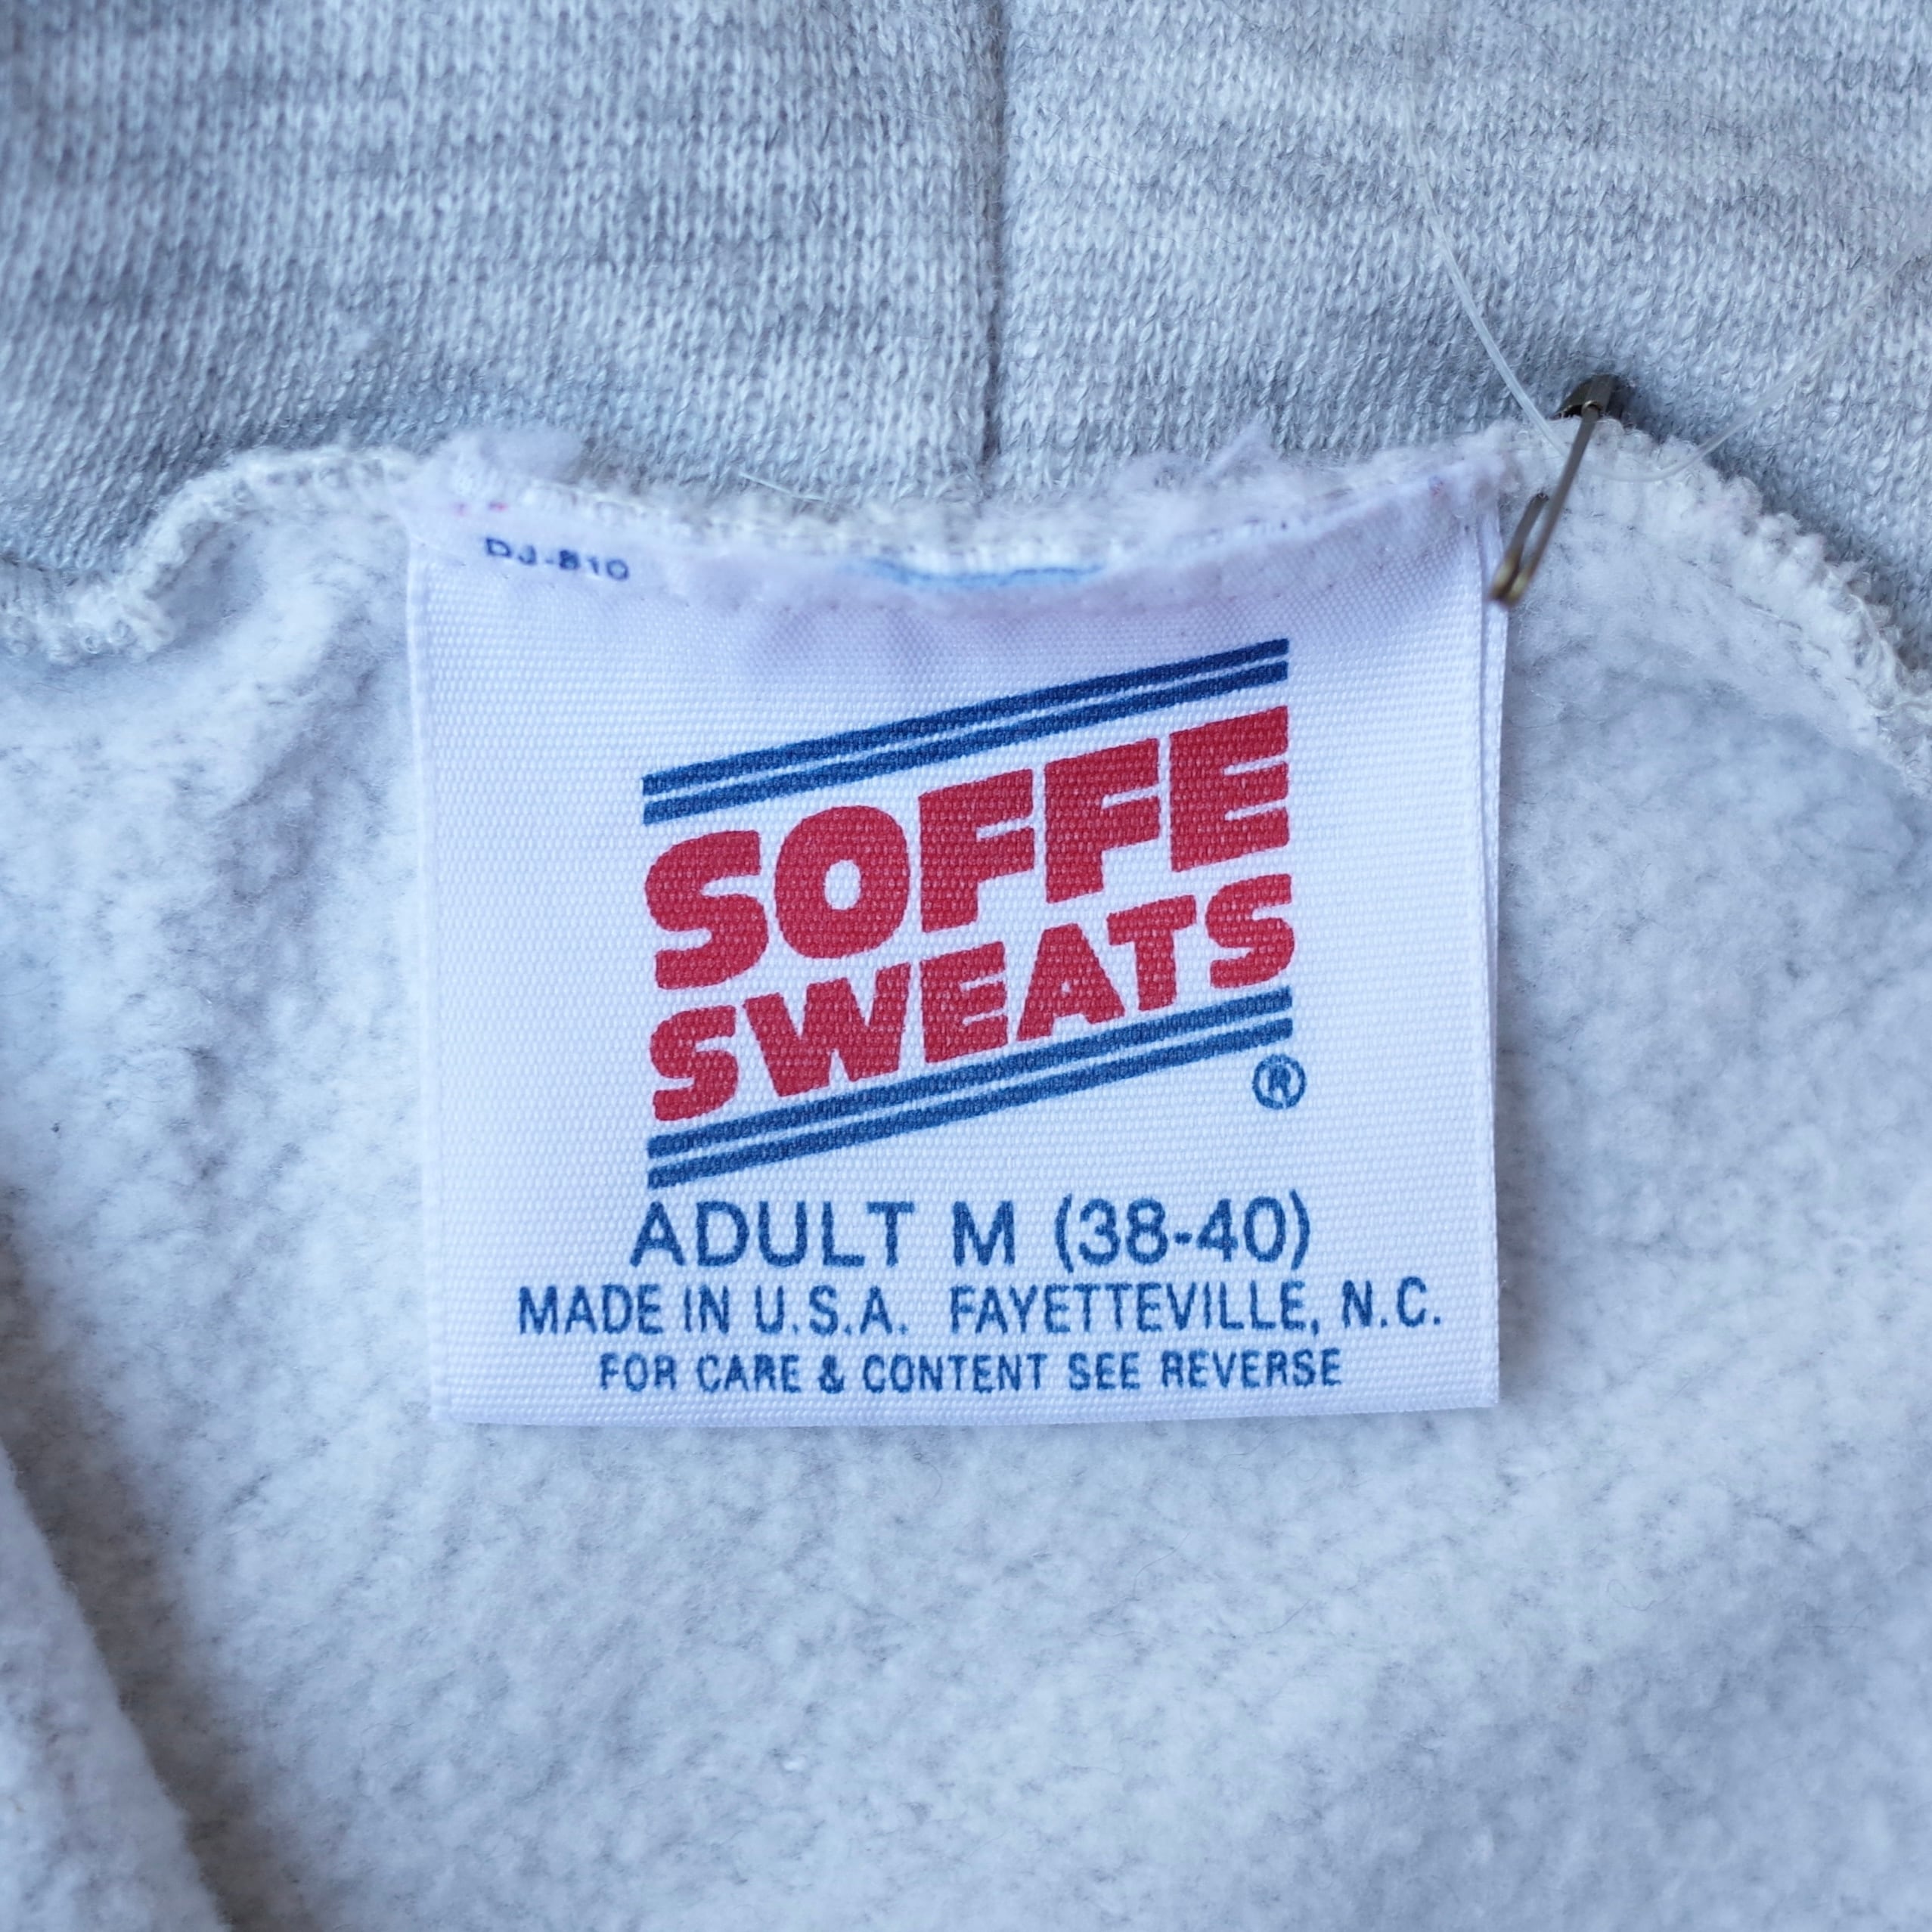 DJ-810
SOFFE
SWEATS
®
ADULT M (38-40)
MADE IN U.S.A. FAYETTEVILLE, N.C.
FOR CARE & CONTENT SEE REVERSE